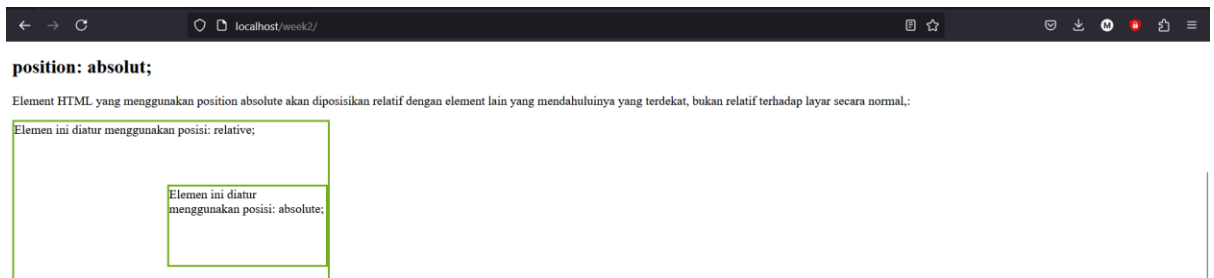 localhost/week2/
position: absolut;
Element HTML yang menggunakan position absolute akan diposisikan relatif dengan element lain yang mendahuluinya yang terdekat, bukan relatif terhadap layar secara normal,:
Elemen ini diatur menggunakan posisi: relative;
Elemen ini diatur
menggunakan posisi: absolute;